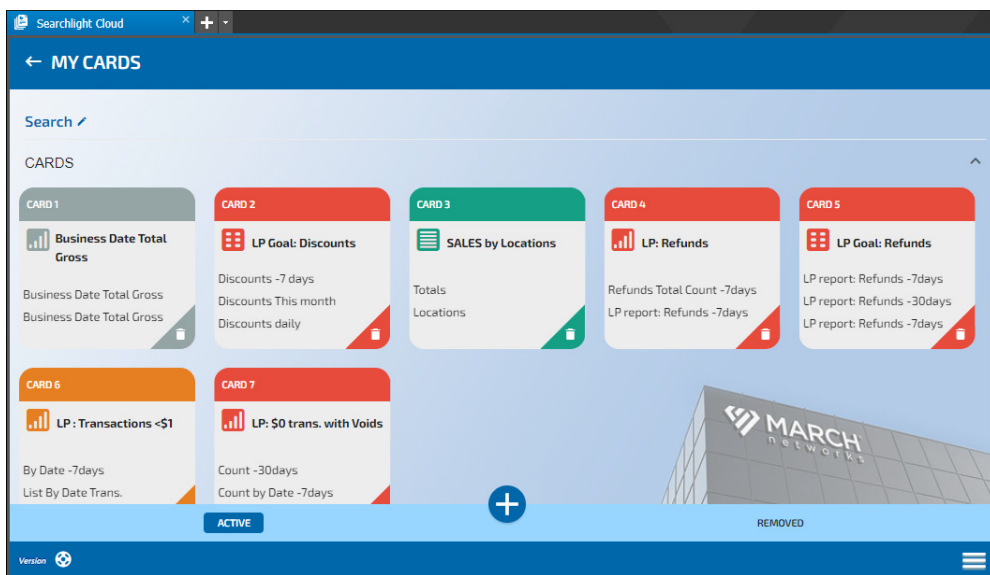 Searchlight Cloud
← MY CARDS
Search
CARDS
CARD 1
Business Date Total
Gross
Business Date Total Gross
Business Date Total Gross
CARD 2
LP Goal: Discounts
Discounts -7 days
Discounts This month
Discounts daily
CARD 3
SALES by Locations
Totals
Locations
CARD 4
LP: Refunds
Refunds Total Count -7days
LP report: Refunds -7days
CARD 5
LP Goal: Refunds
LP report: Refunds -7days
LP report: Refunds -30days
LP report: Refunds -7days
CARD 6
LP : Transactions <$1
By Date -7days
List By Date Trans.
CARD 7
LP: $0 trans. with Voids
Count -30days
Count by Date -7days
MARCH
networks
ACTIVE
REMOVED
Version